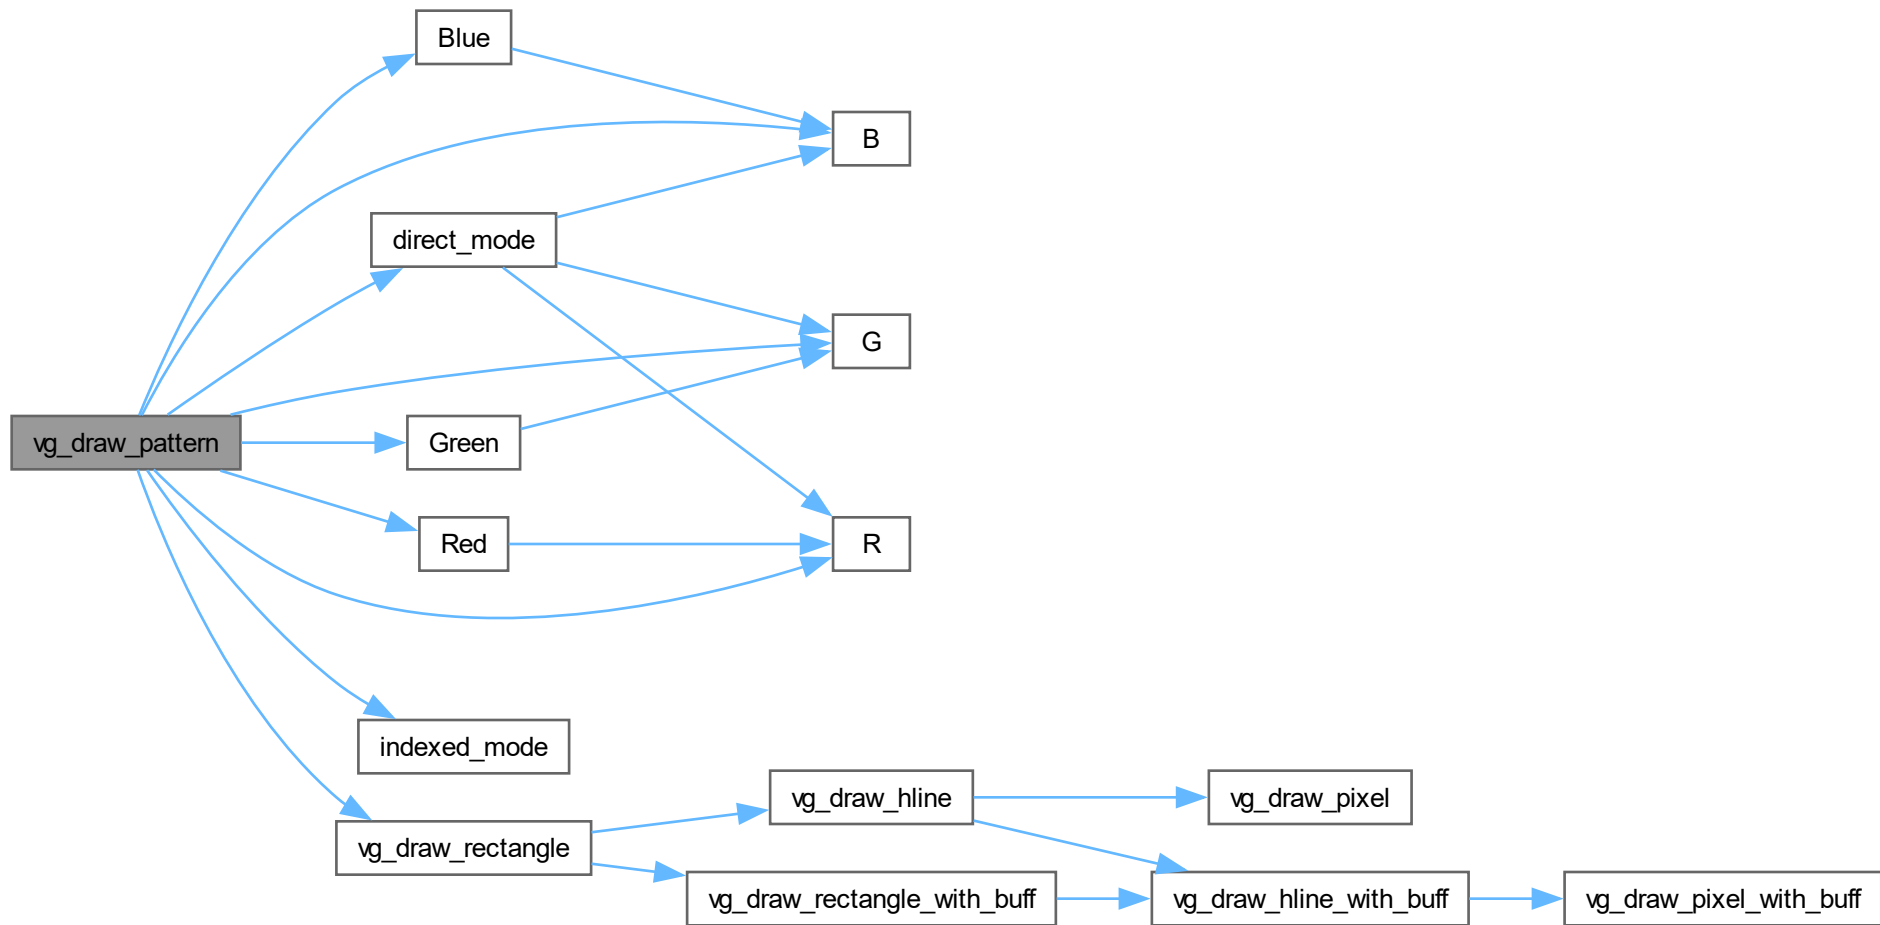 Blue
B
direct_mode
G
vg_draw_pattern
Green
Red
R
indexed_mode
vg_draw_hline
vg_draw_pixel
vg_draw_rectangle
vg_draw_rectangle_with_buff
vg_draw_hline_with_buff
vg_draw_pixel_with_buff